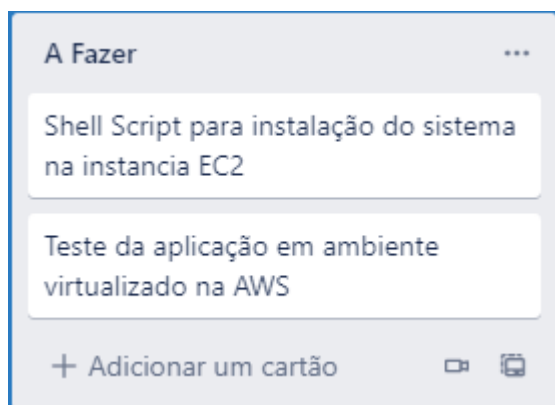 A Fazer
Shell Script para instalação do sistema
na instancia EC2
Teste da aplicação em ambiente
virtualizado na AWS
+ Adicionar um cartão